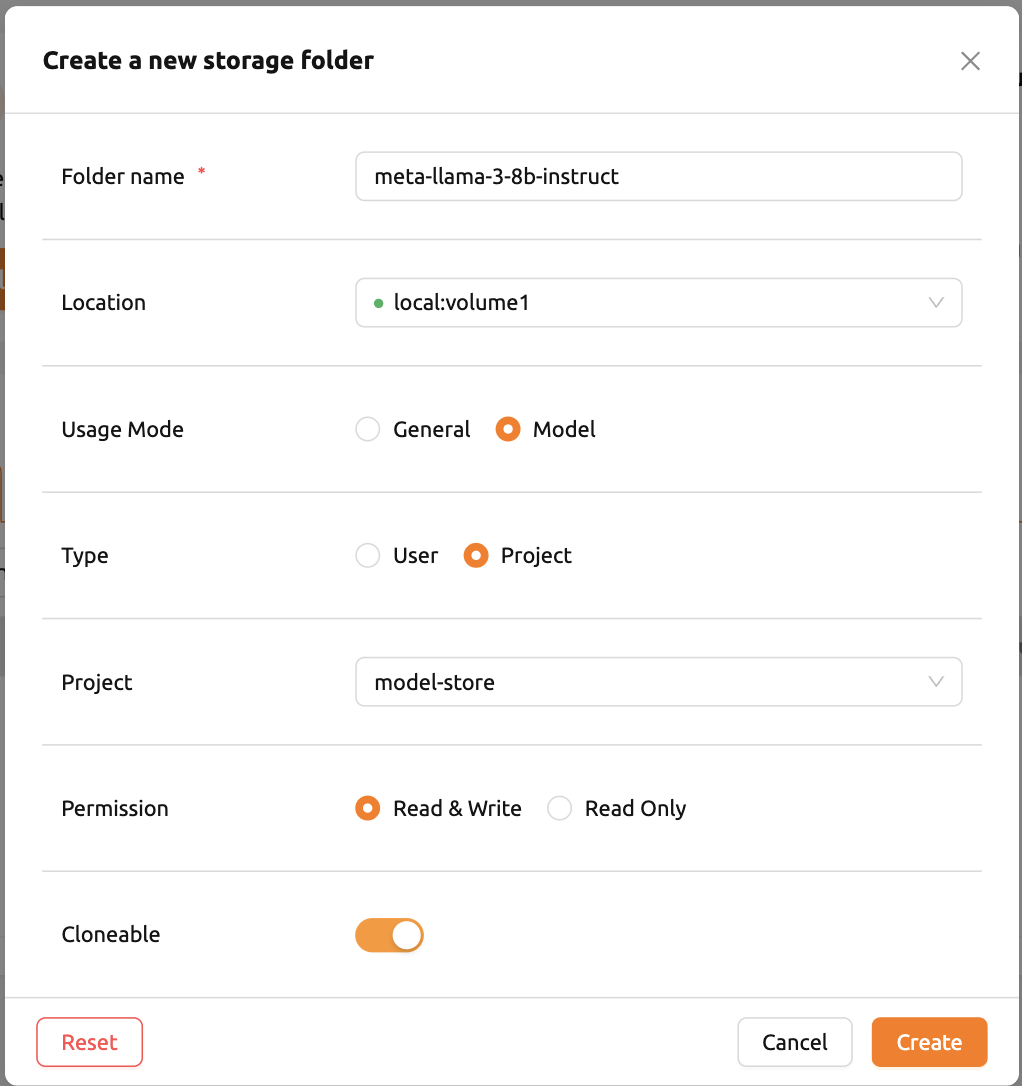 Create a new storage folder
Folder name *
meta-llama-3-8b-instruct
Location
local:volume1
Usage Mode
General
Model
Type
User
Project
Project
model-store
Permission
Read & Write
Read Only
Cloneable
Reset
Cancel
Create